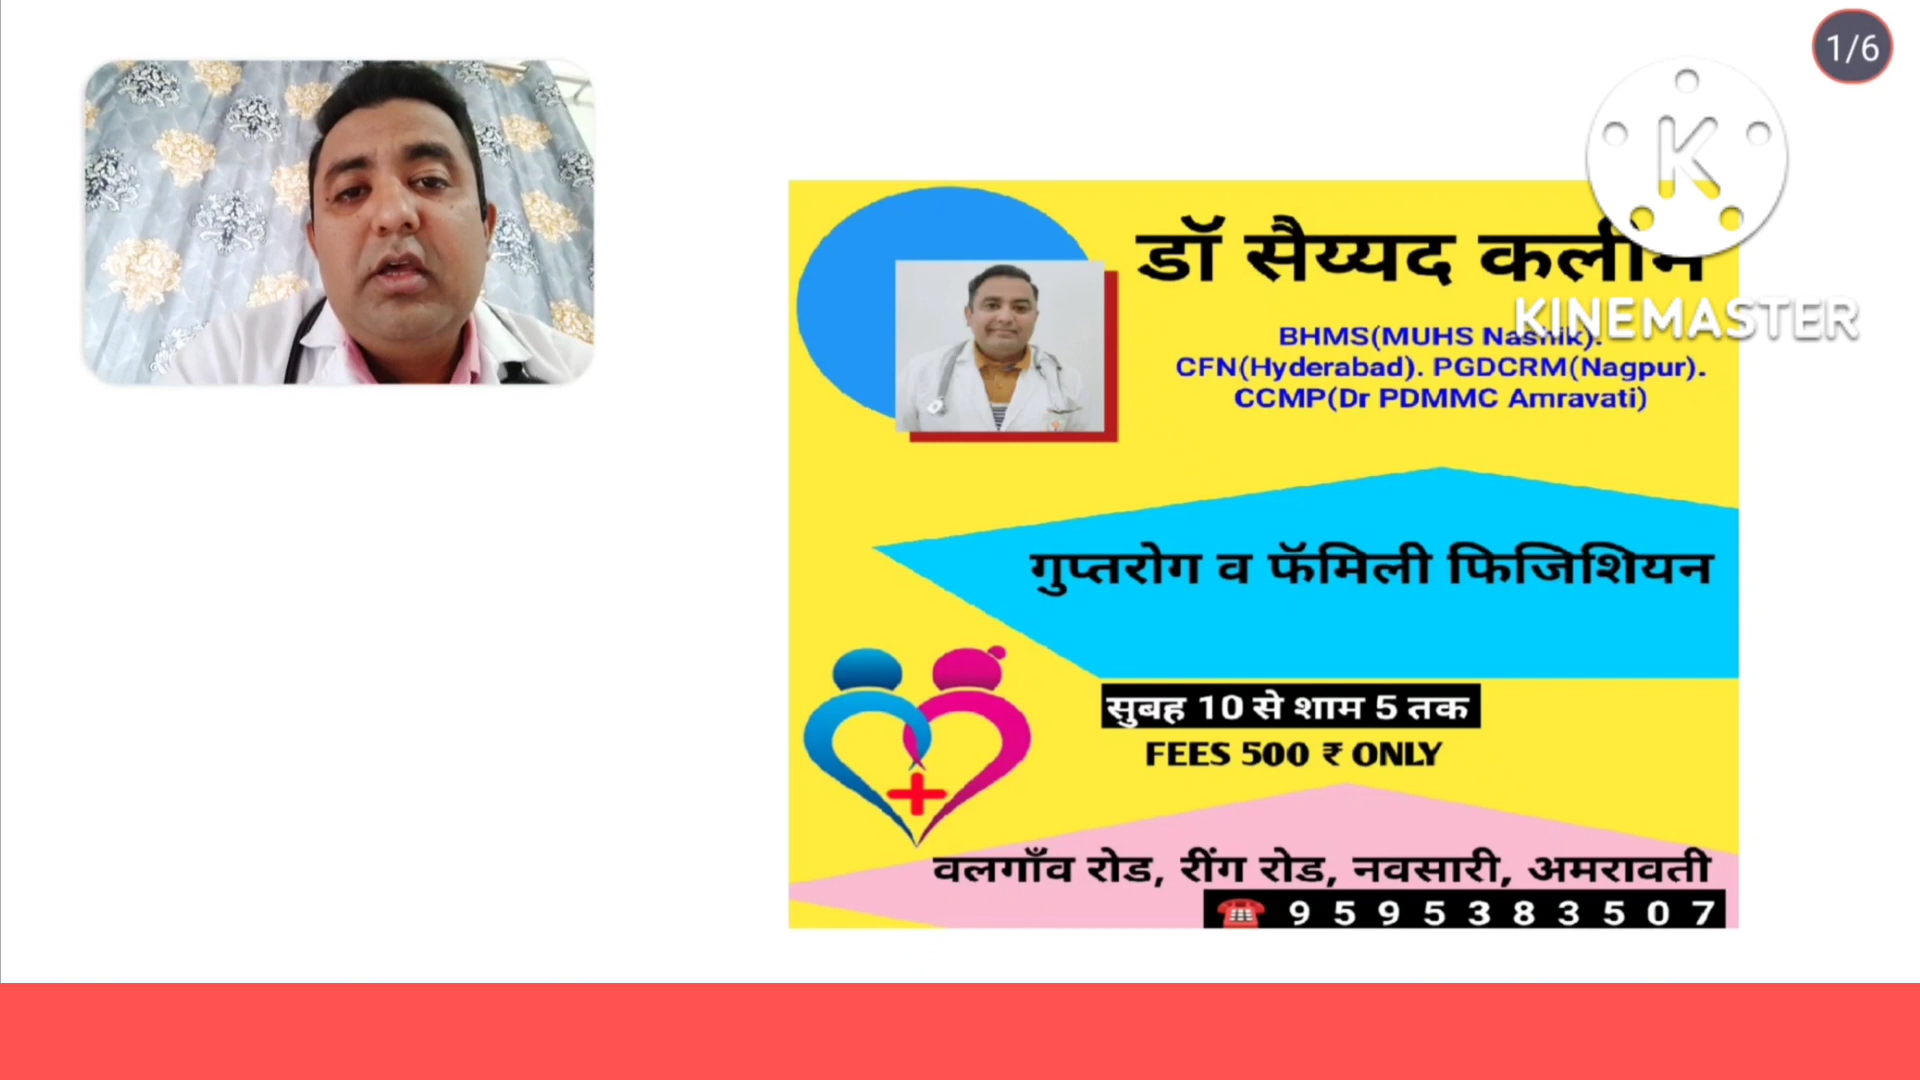 1/6
K
KINEMASTER
डॉ सैय्यद कलीम
BHMS(MUHS Nashik).
CFN(Hyderabad). PGDCRM(Nagpur).
CCMP(Dr PDMMC Amravati)
गुप्तरोग व फॅमिली फिजिशियन
सुबह 10 से शाम 5 तक
FEES 500 ₹ ONLY
वलगाँव रोड, रींग रोड, नवसारी, अमरावती
☎ 9 5 9 5 3 8 3 5 0 7